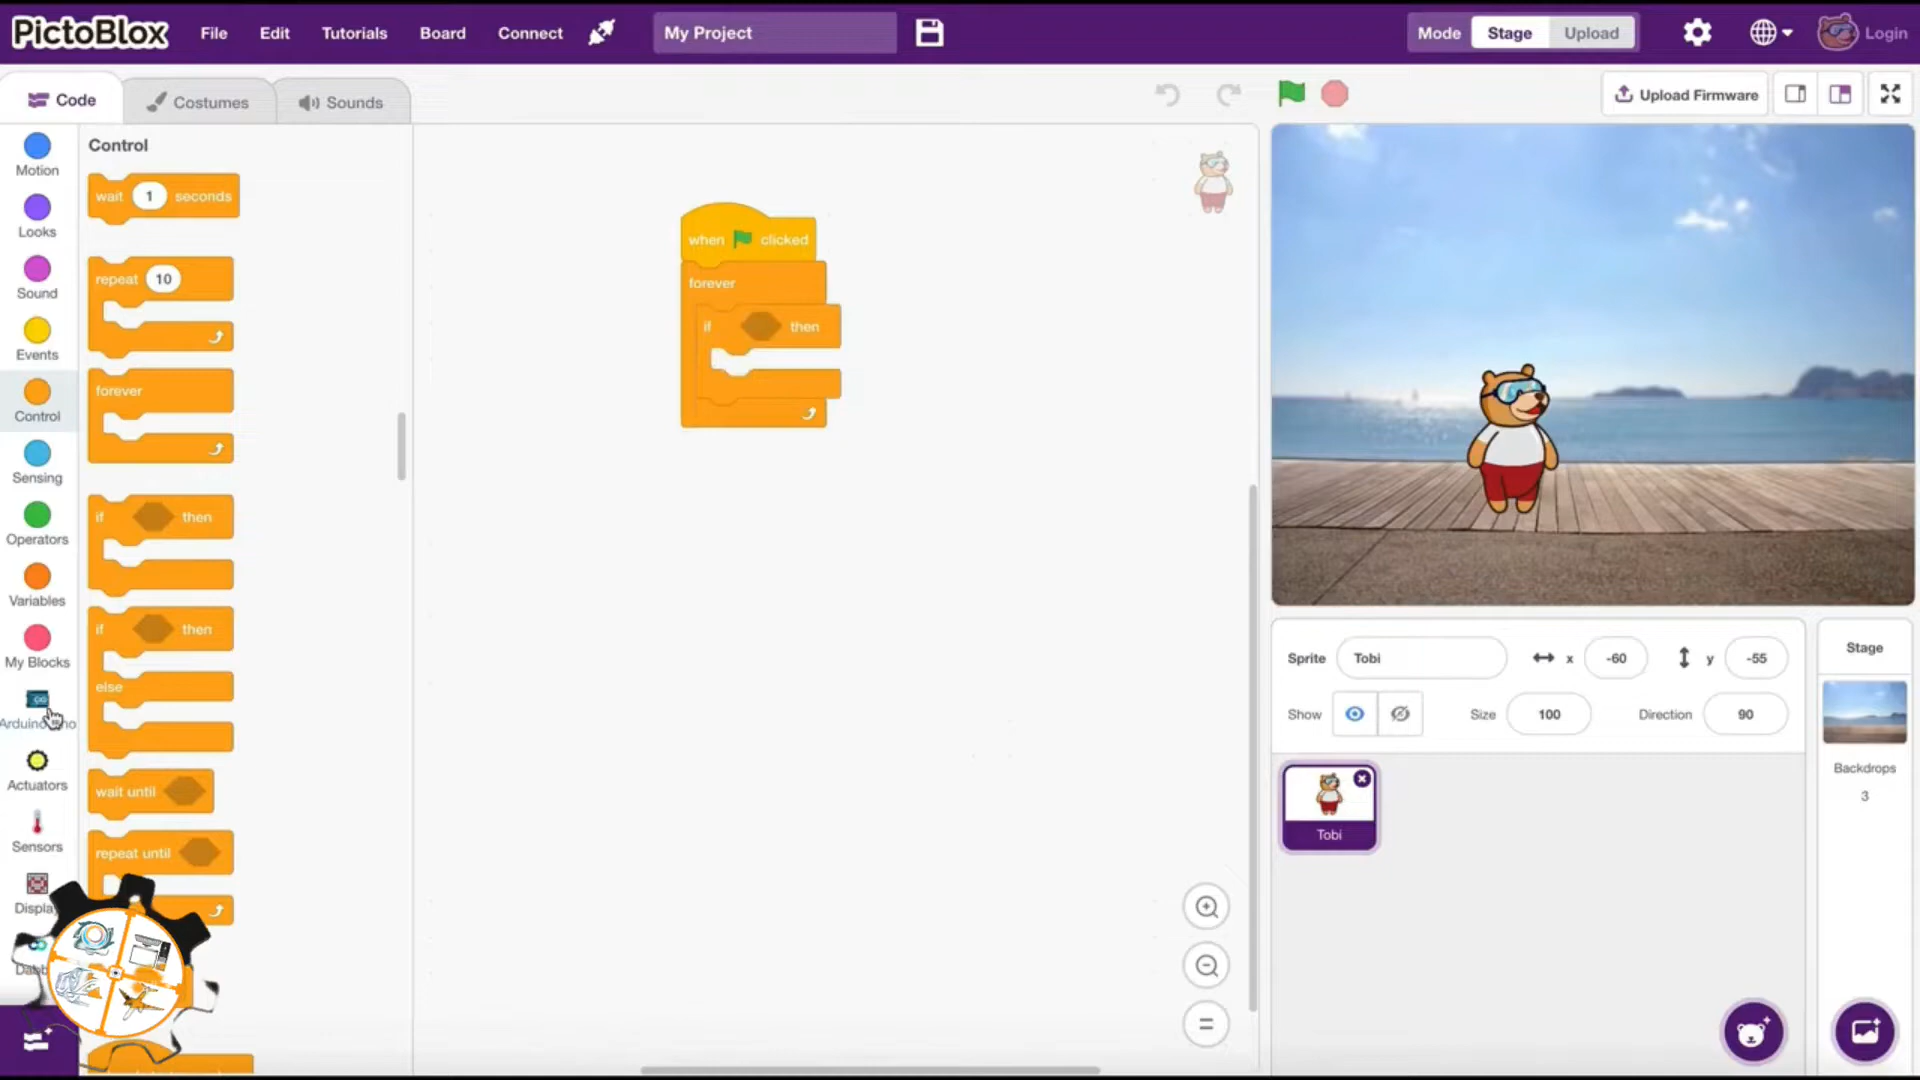 PictoBlox File Edit Tutorials Board Connect My Project Mode Stage Upload Login
Code Costumes Sounds Upload Firmware
Motion
Looks
Sound
Events
Control
Sensing
Operators
Variables
My Blocks
Arduino
Actuators
Sensors
Display
Control
wait 1 seconds
repeat 10
forever
if then
if then
else
wait until
repeat until
when clicked
forever
if then
Sprite Tobi x -60 y -55
Show Size 100 Direction 90
Tobi
Stage
Backdrops
3